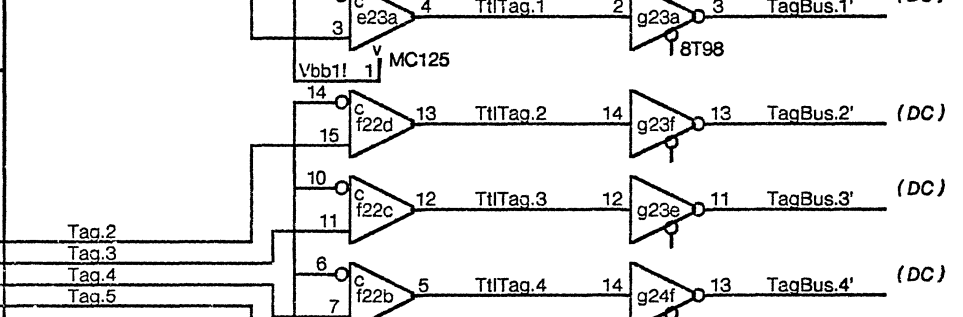 c 4 TtlTag.1 2 3 TagBus.1' (DC)
e23a g23a
3
v MC125 8T98
Vbb1! 1
14 c 13 TtlTag.2 14 13 TagBus.2' (DC)
f22d g23f
15
10 c 12 TtlTag.3 12 11 TagBus.3' (DC)
f22c g23e
11
Tag.2
Tag.3
6 c 5 TtlTag.4 14 13 TagBus.4' (DC)
Tag.4
f22b g24f
Tag.5
7